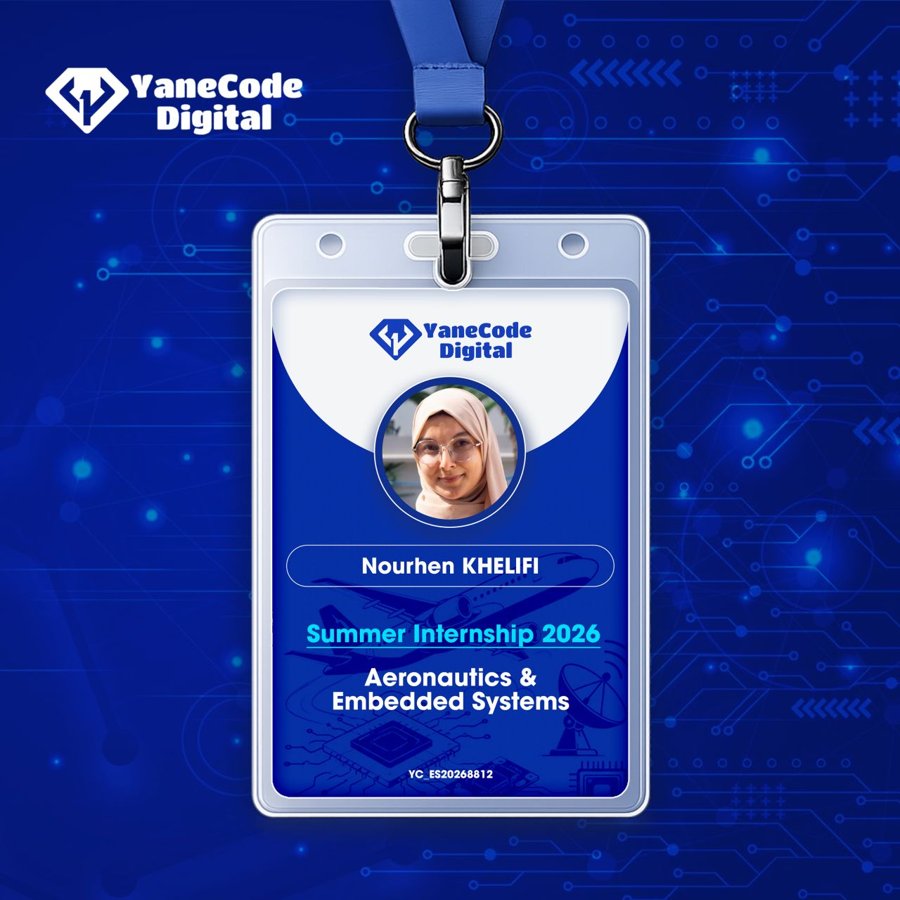 YaneCode
Digital
YaneCode
Digital
Nourhen KHELIFI
Summer Internship 2026
Aeronautics &
Embedded Systems
YC_ES20268812